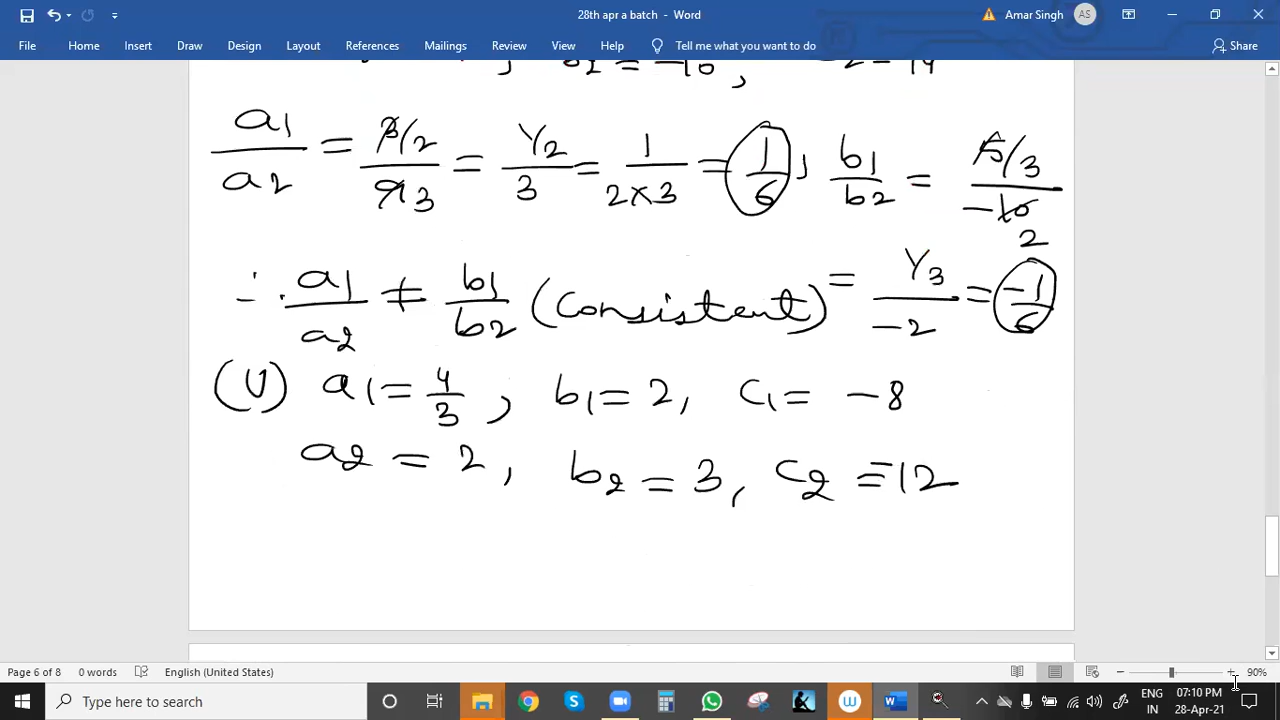 28th apr a batch - Word
Amar Singh AS
File Home Insert Draw Design Layout References Mailings Review View Help Tell me what you want to do Share
a1/a2 = 3/2 / 9 3 = 1/2 / 3 = 1 / 2×3 = 1/6 , b1/b2 = 5/3 / -10 2
∴ a1/a2 ≠ b1/b2 (Consistent) = 1/3 / -2 = -1/6
(V) a1 = 4/3 , b1 = 2, c1 = -8
a2 = 2, b2 = 3, c2 = -12
Page 6 of 8 0 words English (United States) 90%
Type here to search
ENG IN 07:10 PM 28-Apr-21